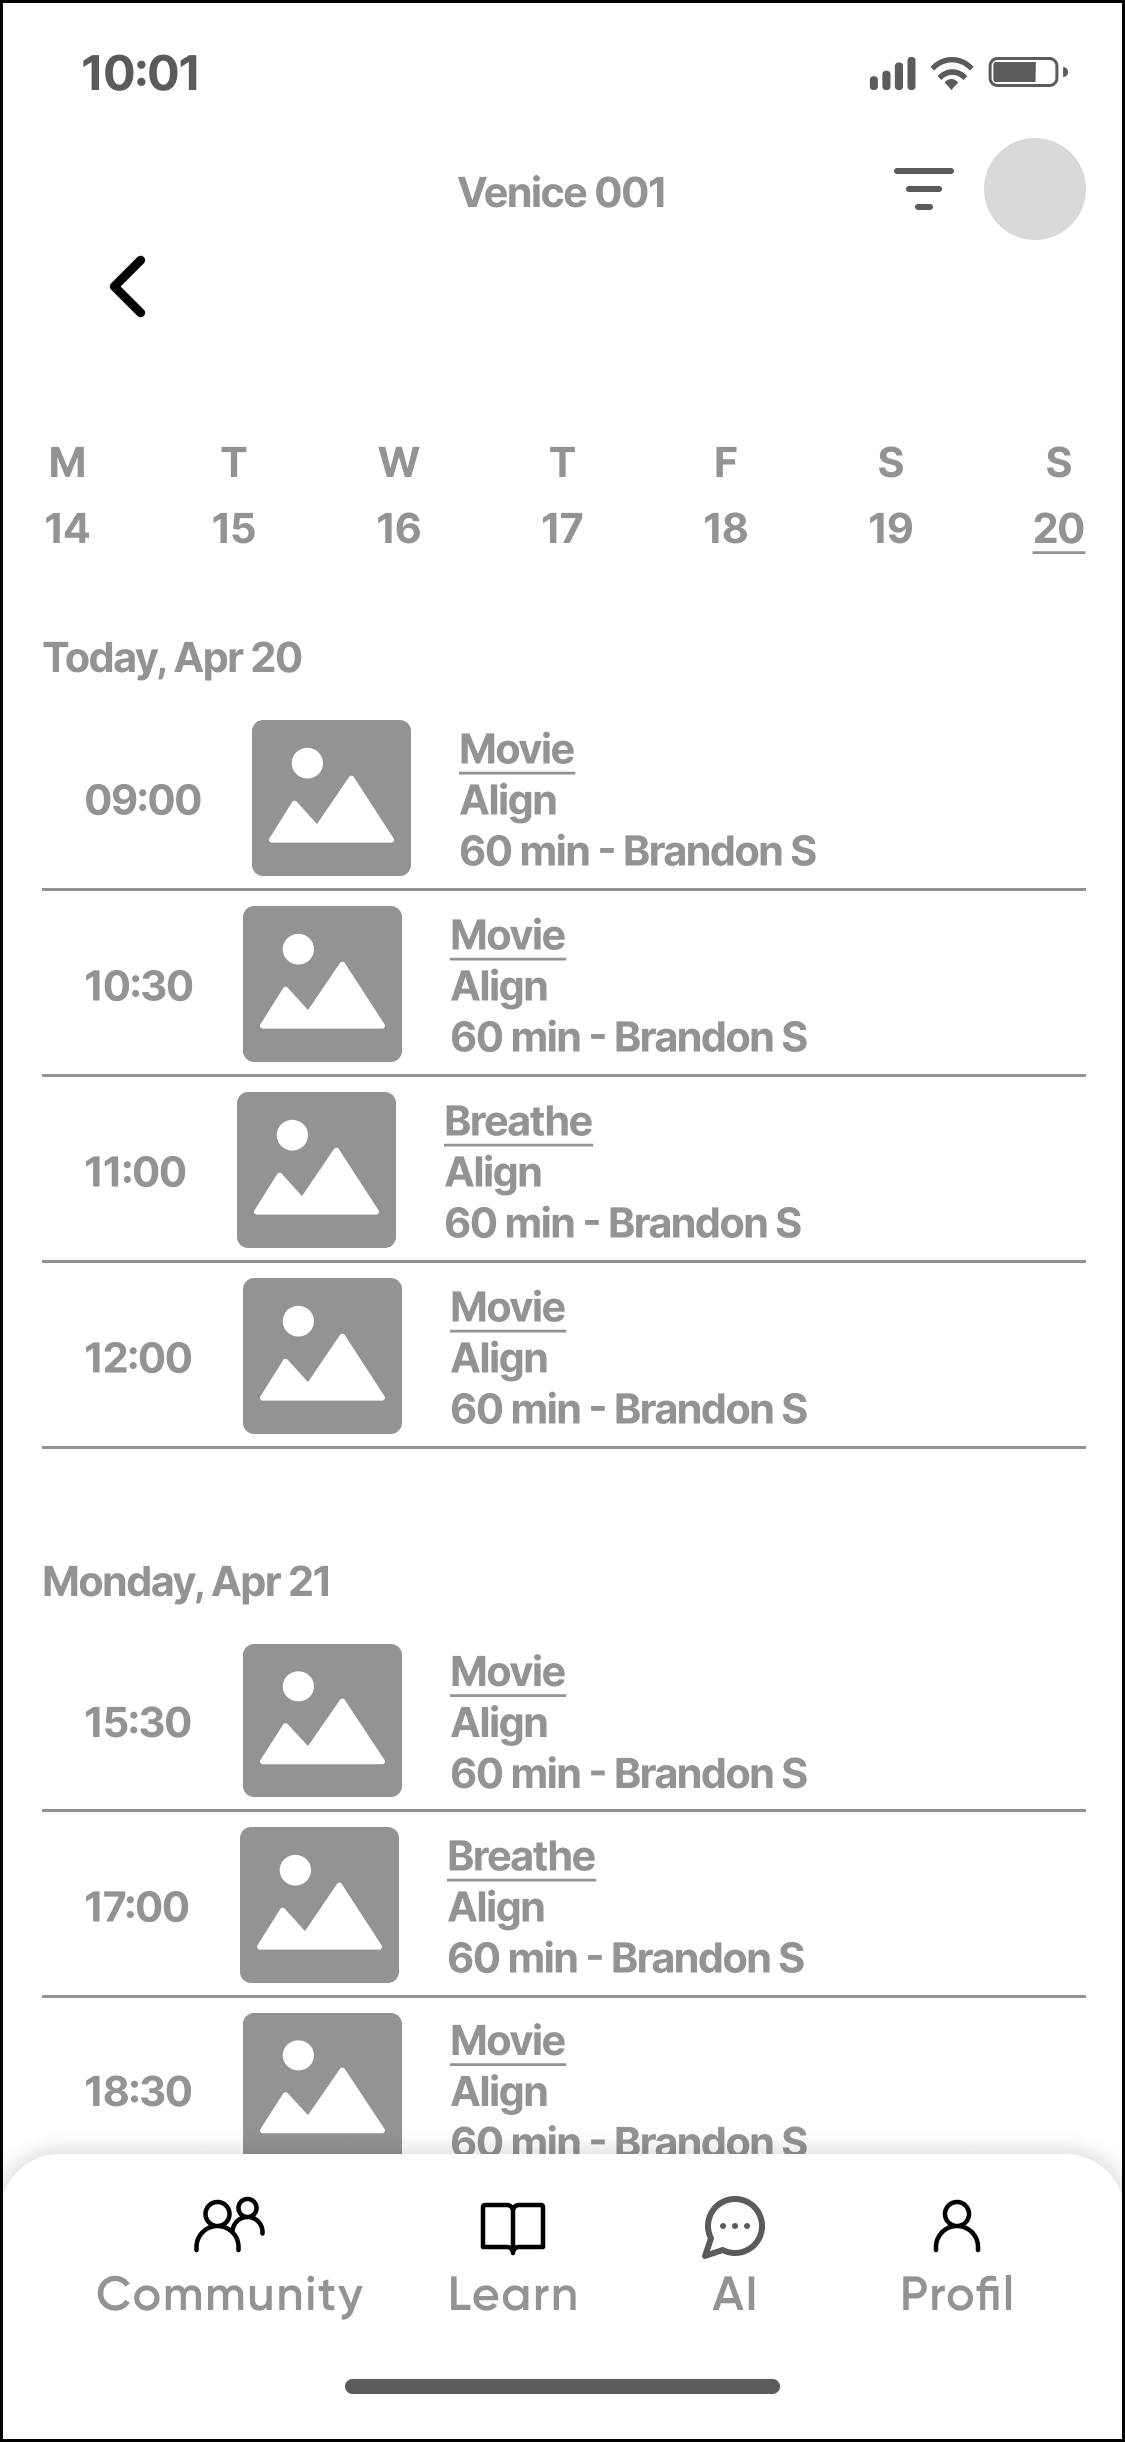 10:01
Venice 001
M T W T F S S
14 15 16 17 18 19 20
Today, Apr 20
09:00
Movie
Align
60 min - Brandon S
10:30
Movie
Align
60 min - Brandon S
11:00
Breathe
Align
60 min - Brandon S
12:00
Movie
Align
60 min - Brandon S
Monday, Apr 21
15:30
Movie
Align
60 min - Brandon S
17:00
Breathe
Align
60 min - Brandon S
18:30
Movie
Align
60 min - Brandon S
Community Learn AI Profil